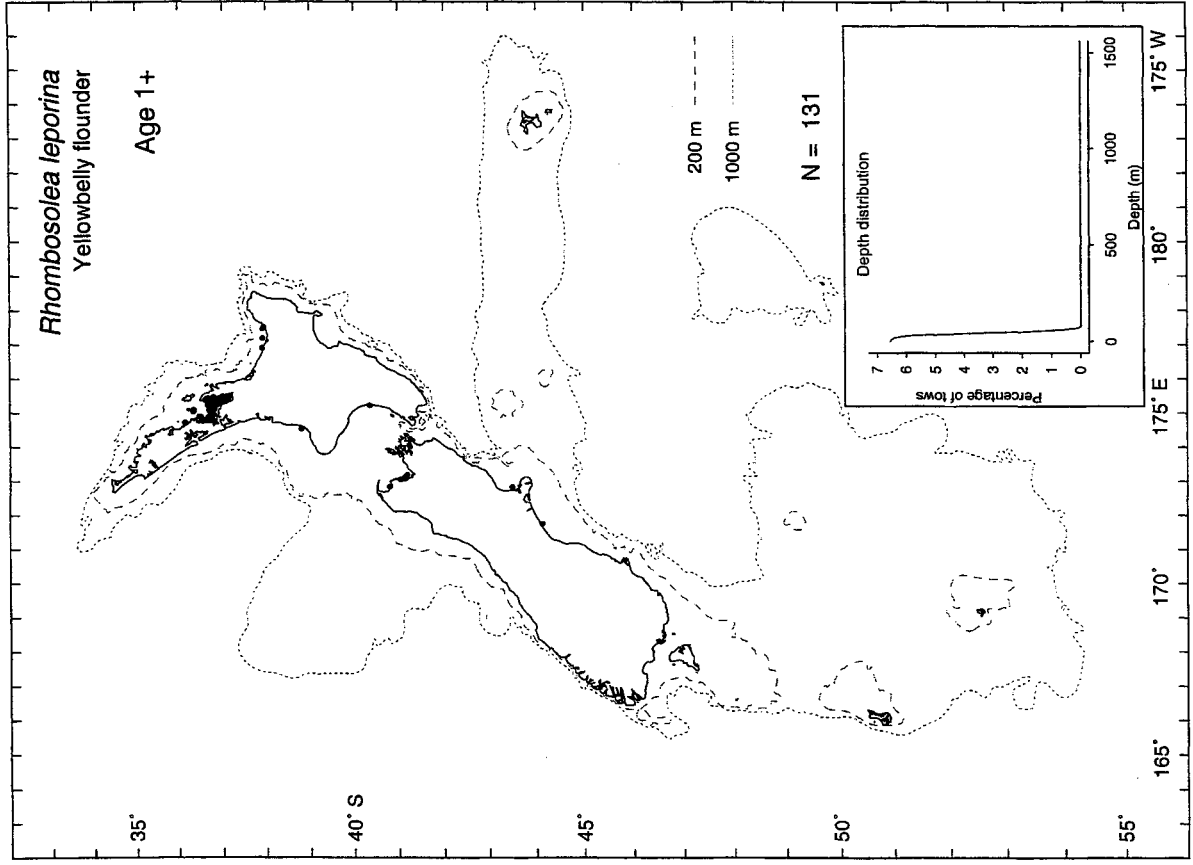 Rhombosolea leporina
Yellowbelly flounder
Age 1+
35°
40° S
45°
50°
55°
165°
170°
175° E
180°
175° W
200 m
1000 m
N = 131
Depth distribution
Percentage of tows
7
6
5
4
3
2
1
0
0
500
1000
1500
Depth (m)